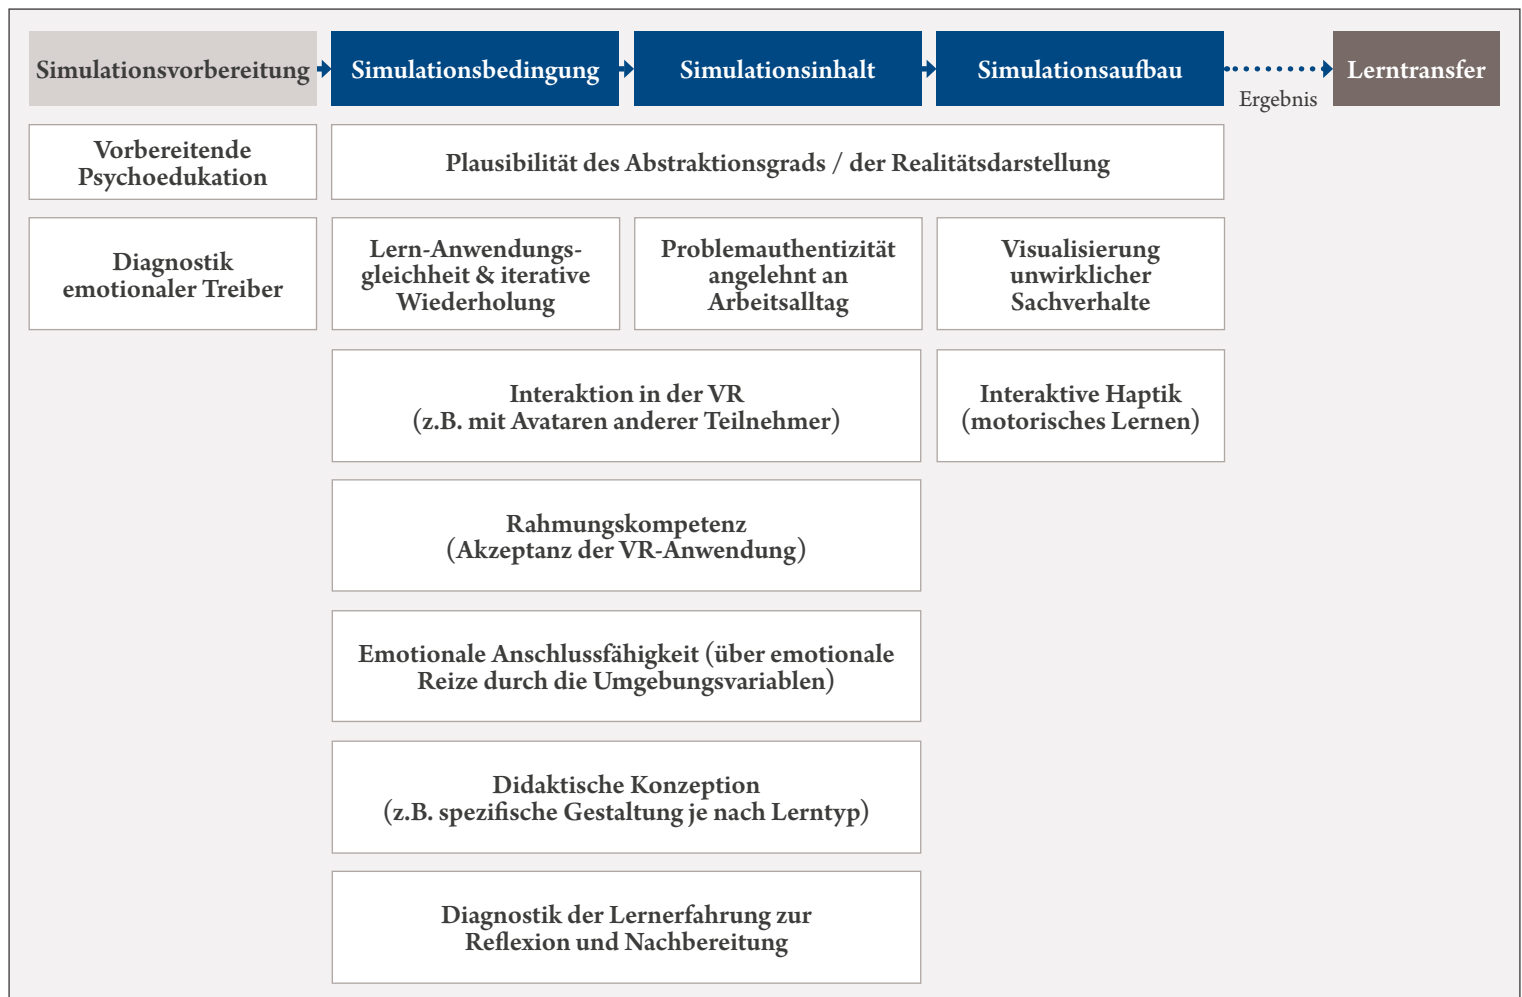 Simulationsvorbereitung
Simulationsbedingung
Simulationsinhalt
Simulationsaufbau
Ergebnis
Lerntransfer
Vorbereitende
Psychoedukation
Plausibilität des Abstraktionsgrads / der Realitätsdarstellung
Diagnostik
emotionaler Treiber
Lern-Anwendungs-
gleichheit & iterative
Wiederholung
Problemauthentizität
angelehnt an
Arbeitsalltag
Visualisierung
unwirklicher
Sachverhalte
Interaktion in der VR
(z.B. mit Avataren anderer Teilnehmer)
Interaktive Haptik
(motorisches Lernen)
Rahmungskompetenz
(Akzeptanz der VR-Anwendung)
Emotionale Anschlussfähigkeit (über emotionale
Reize durch die Umgebungsvariablen)
Didaktische Konzeption
(z.B. spezifische Gestaltung je nach Lerntyp)
Diagnostik der Lernerfahrung zur
Reflexion und Nachbereitung